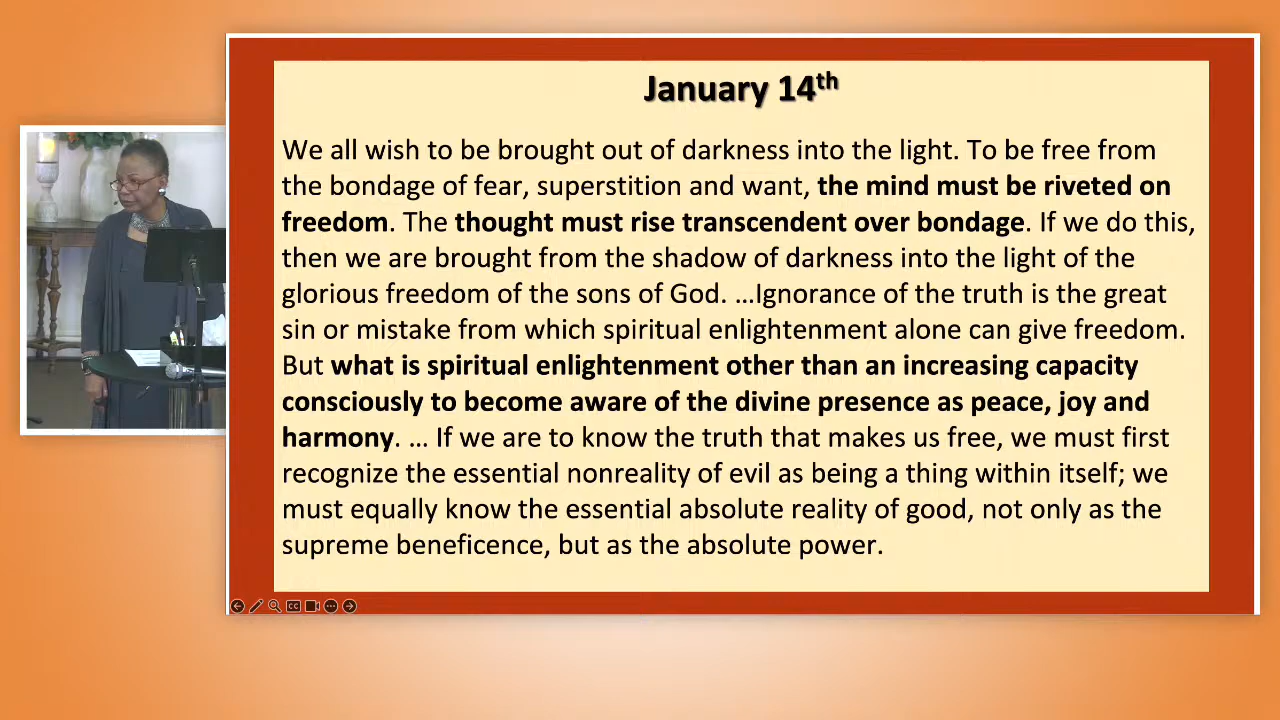 January 14th
We all wish to be brought out of darkness into the light. To be free from
the bondage of fear, superstition and want, the mind must be riveted on
freedom. The thought must rise transcendent over bondage. If we do this,
then we are brought from the shadow of darkness into the light of the
glorious freedom of the sons of God. …Ignorance of the truth is the great
sin or mistake from which spiritual enlightenment alone can give freedom.
But what is spiritual enlightenment other than an increasing capacity
consciously to become aware of the divine presence as peace, joy and
harmony. … If we are to know the truth that makes us free, we must first
recognize the essential nonreality of evil as being a thing within itself; we
must equally know the essential absolute reality of good, not only as the
supreme beneficence, but as the absolute power.
CC